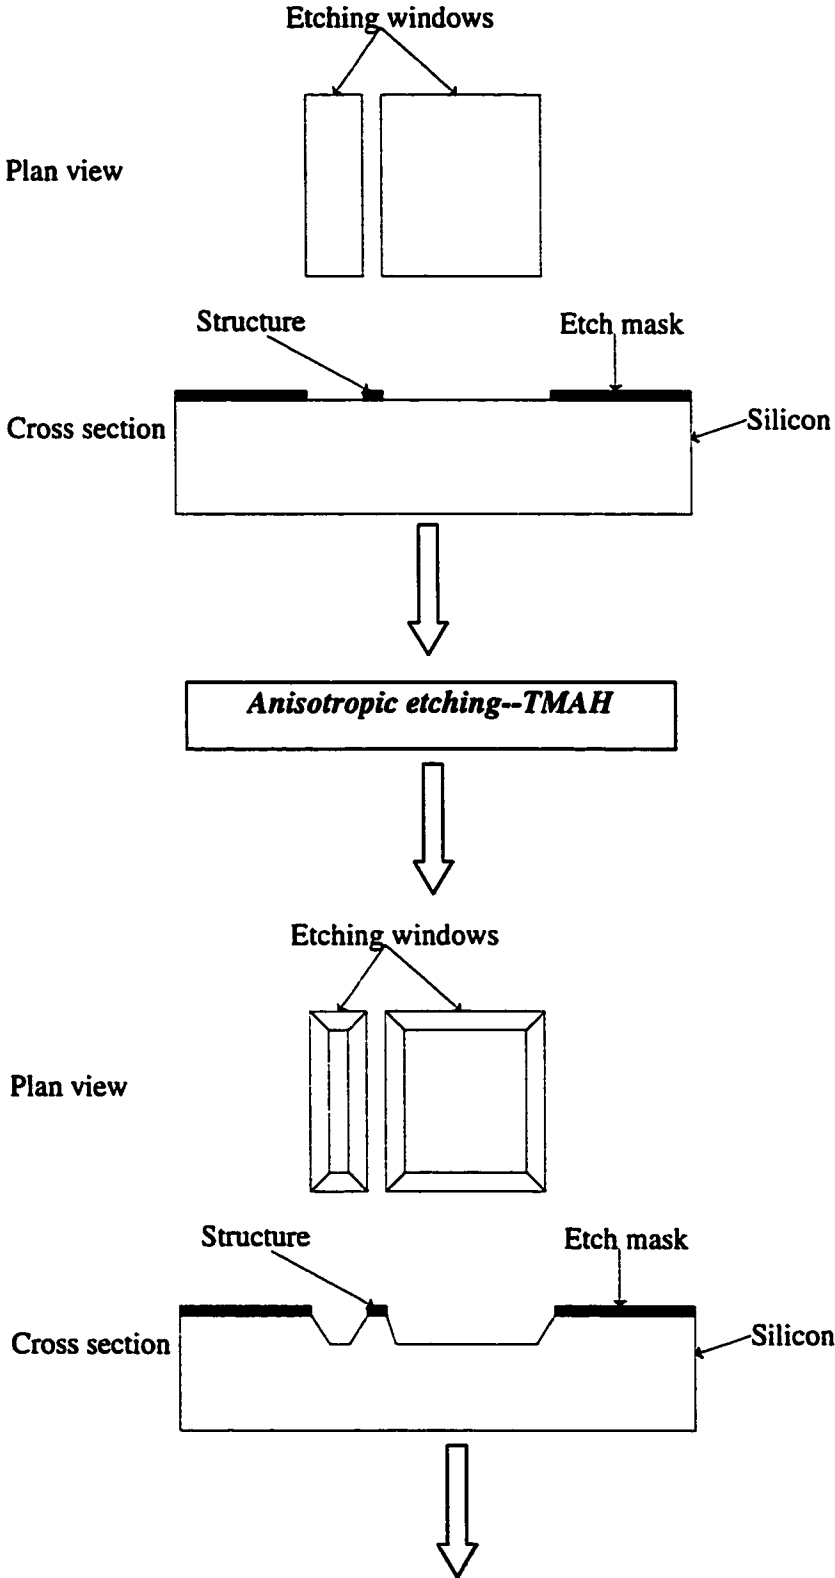 Etching windows
Plan view
Structure
Etch mask
Cross section
Silicon
Anisotropic etching--TMAH
Etching windows
Plan view
Structure
Etch mask
Cross section
Silicon